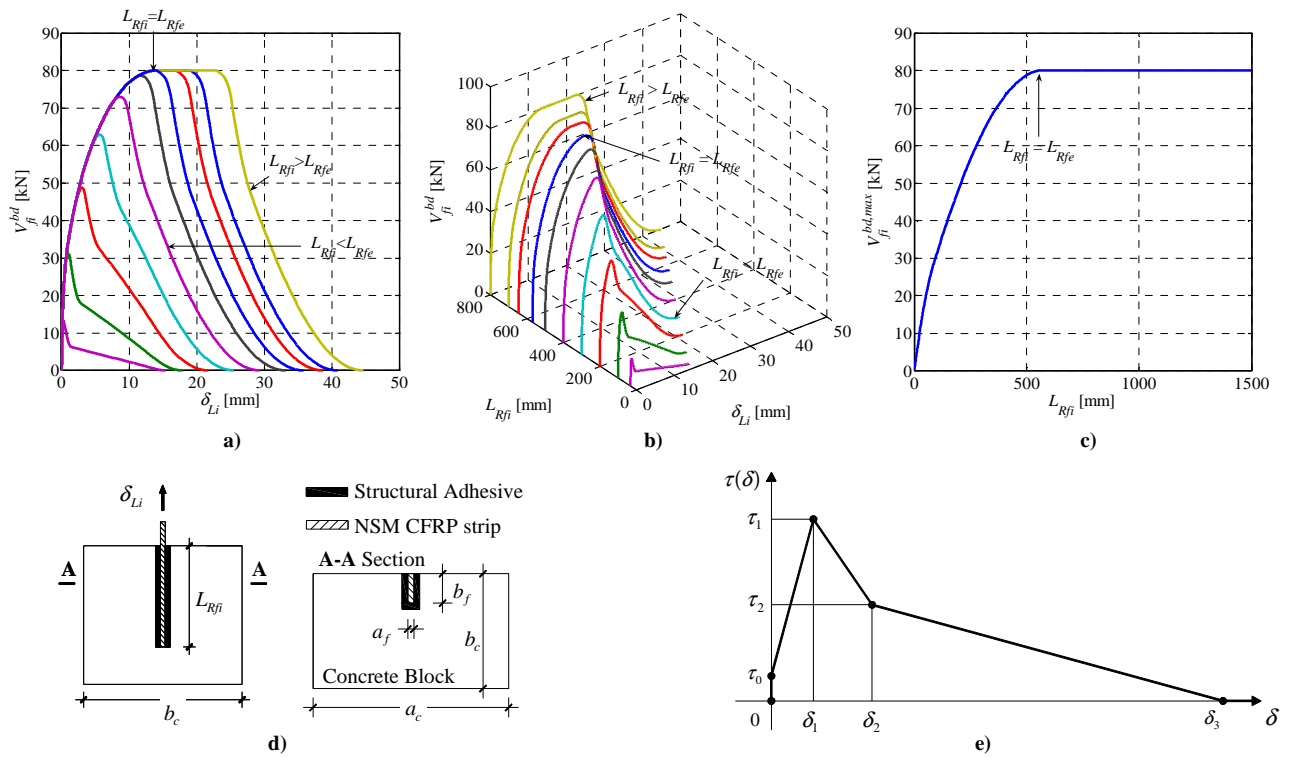 L_Rfi=L_Rfe
90
80
70
60
50
40
30
20
10
0
V_fi^bd [kN]
L_Rfi>L_Rfe
L_Rfi<L_Rfe
0 10 20 30 40 50
δ_Li [mm]
a)
100
80
60
40
20
0
V_fi^bd [kN]
L_Rfi > L_Rfe
L_Rfi = L_Rfe
L_Rfi < L_Rfe
800
600
400
200
0
L_Rfi [mm]
0 10 20 30 40 50
δ_Li [mm]
b)
90
80
70
60
50
40
30
20
10
0
V_fi^bd,max [kN]
L_Rfi = L_Rfe
0 500 1000 1500
L_Rfi [mm]
c)
δ_Li
Structural Adhesive
NSM CFRP strip
A-A Section
A A
L_Rfi
b_c
b_f
a_f
b_c
Concrete Block
a_c
d)
τ(δ)
τ_1
τ_2
τ_0
0 δ_1 δ_2 δ_3 δ
e)